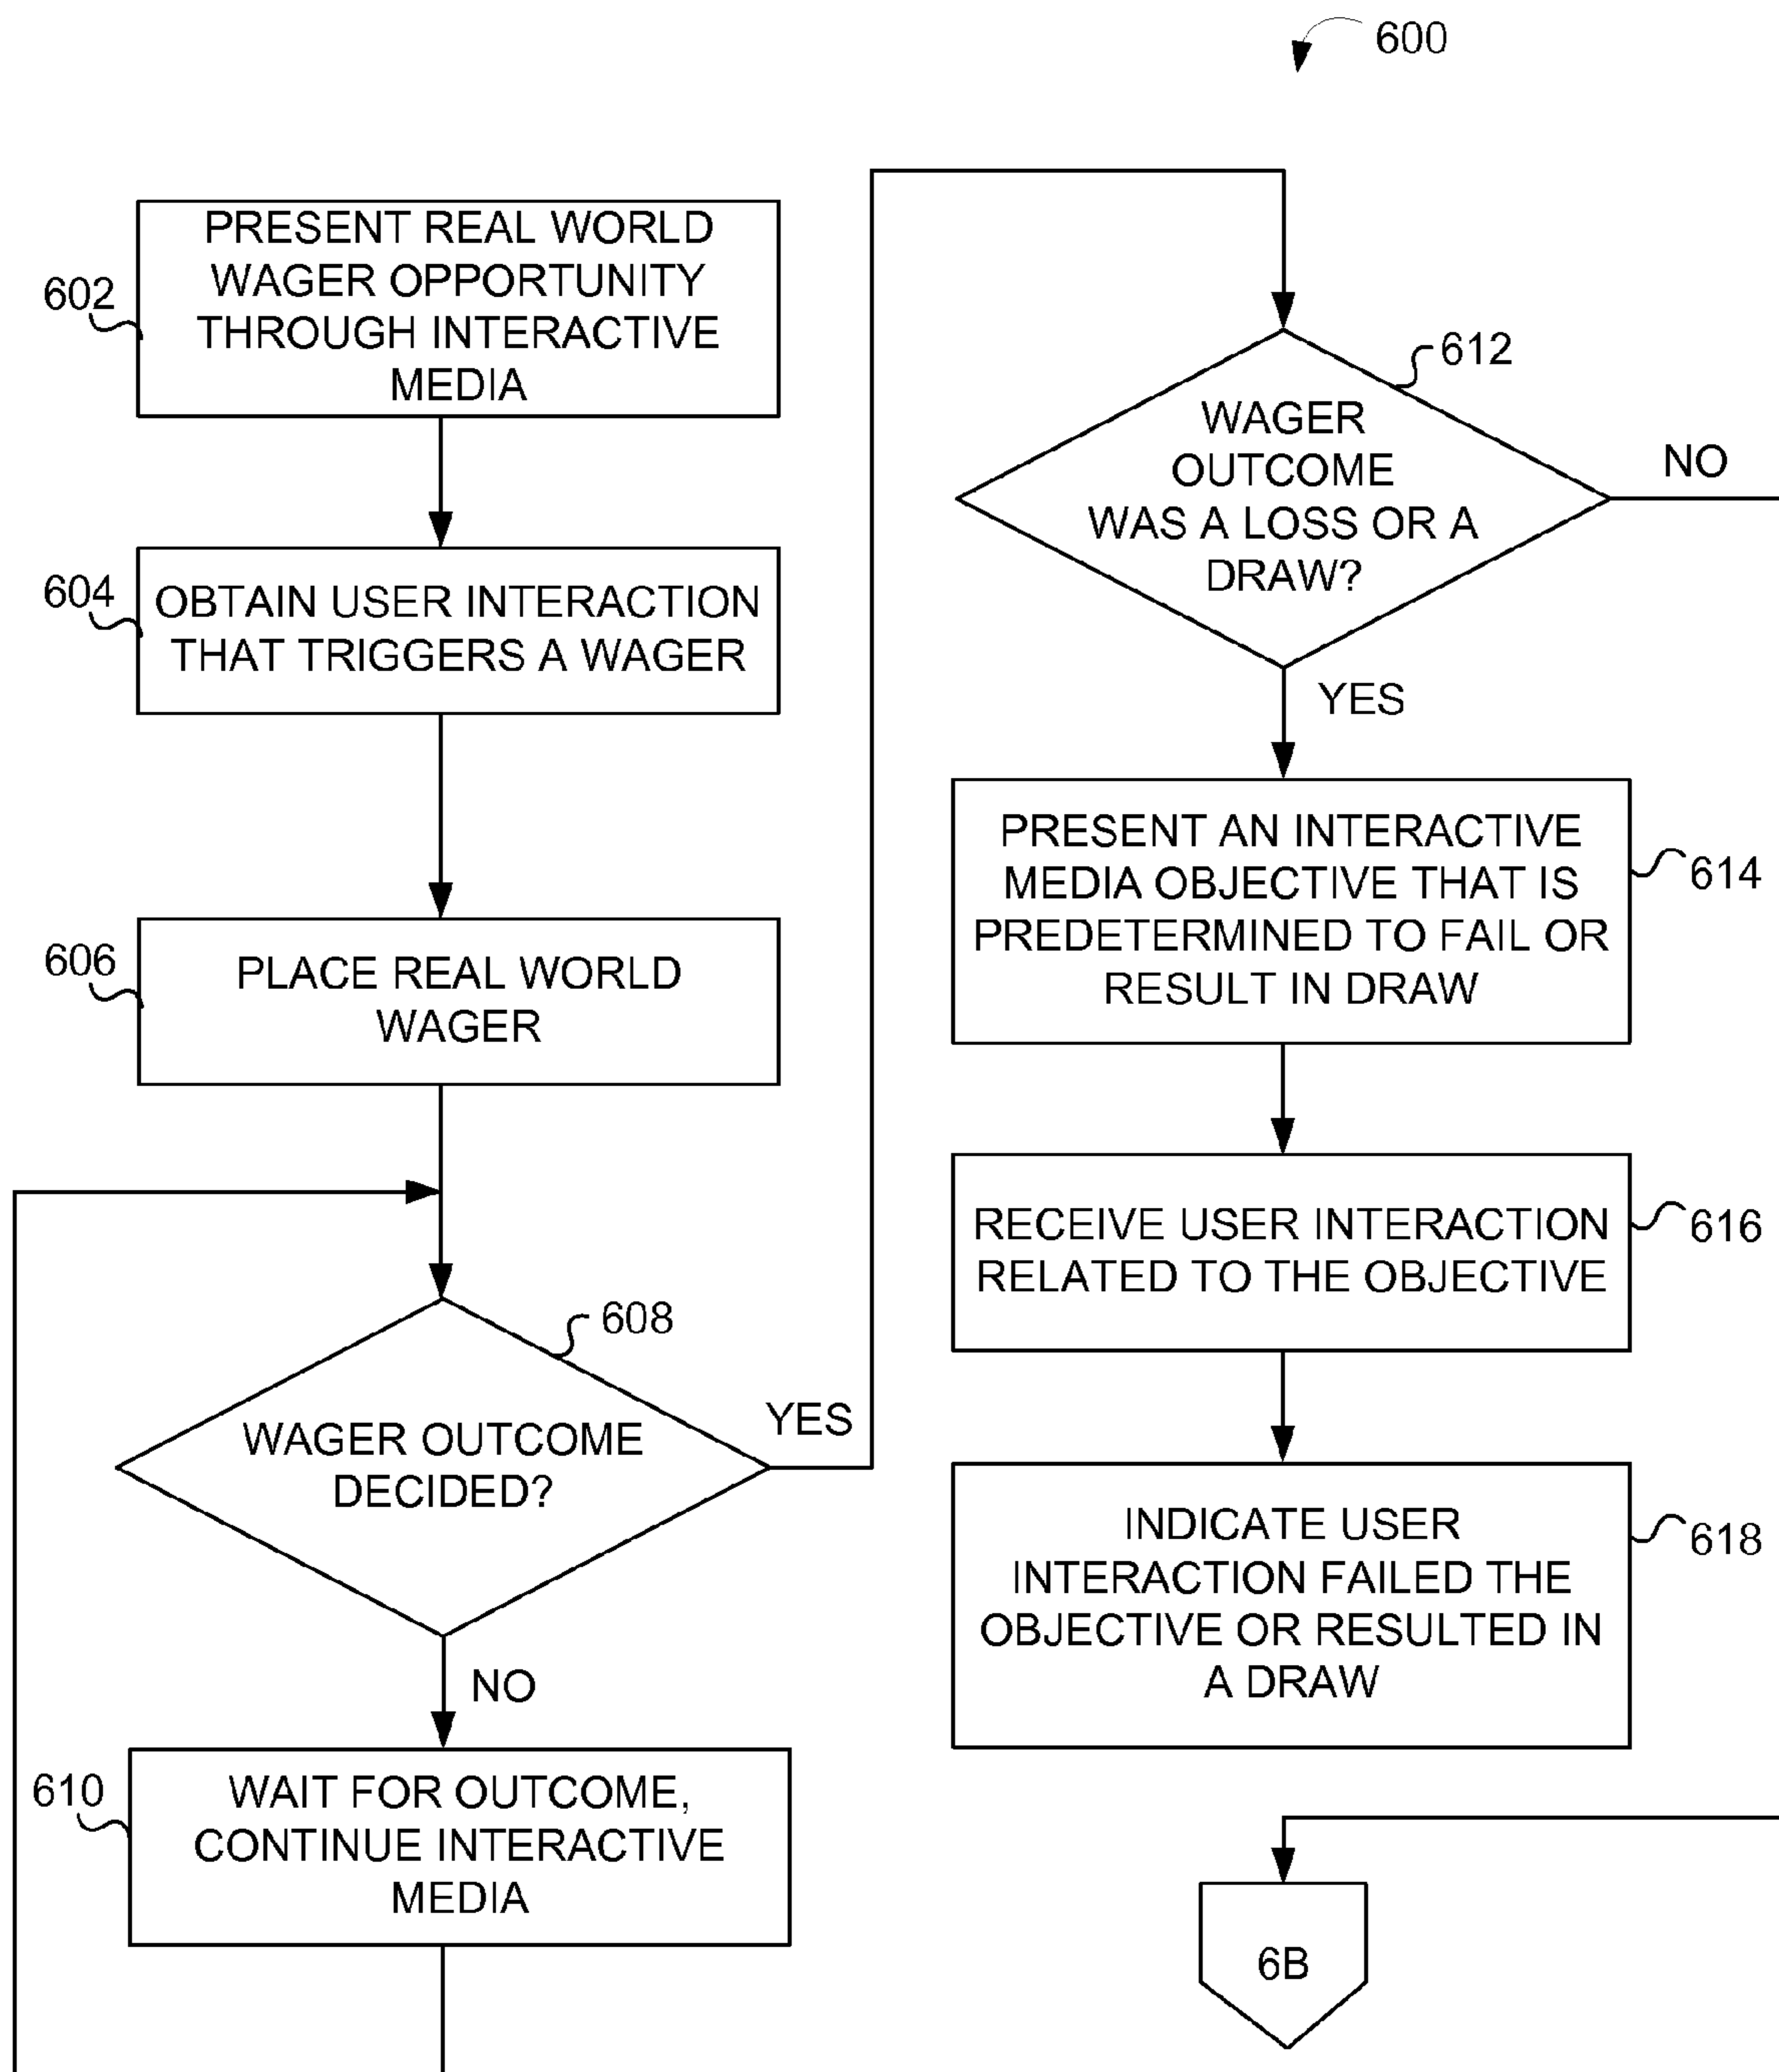 600
602
PRESENT REAL WORLD
WAGER OPPORTUNITY
THROUGH INTERACTIVE
MEDIA
604
OBTAIN USER INTERACTION
THAT TRIGGERS A WAGER
606
PLACE REAL WORLD
WAGER
608
WAGER OUTCOME
DECIDED?
YES
NO
610
WAIT FOR OUTCOME,
CONTINUE INTERACTIVE
MEDIA
612
WAGER
OUTCOME
WAS A LOSS OR A
DRAW?
NO
YES
614
PRESENT AN INTERACTIVE
MEDIA OBJECTIVE THAT IS
PREDETERMINED TO FAIL OR
RESULT IN DRAW
616
RECEIVE USER INTERACTION
RELATED TO THE OBJECTIVE
618
INDICATE USER
INTERACTION FAILED THE
OBJECTIVE OR RESULTED IN
A DRAW
6B